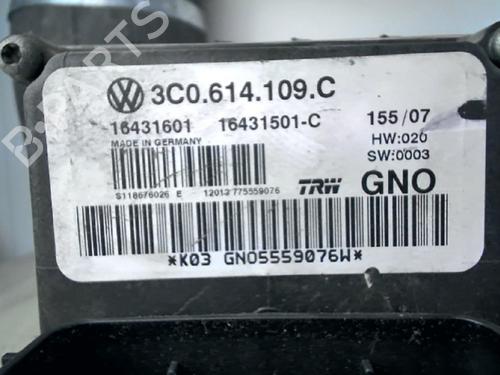 3C0.614.109.C
16431601 16431501-C 155/07
MADE IN GERMANY HW:020
SW:0003
S118676026 E 12013 775559076 TRW GNO
*K03 GNO5559076W*
B-PARTS